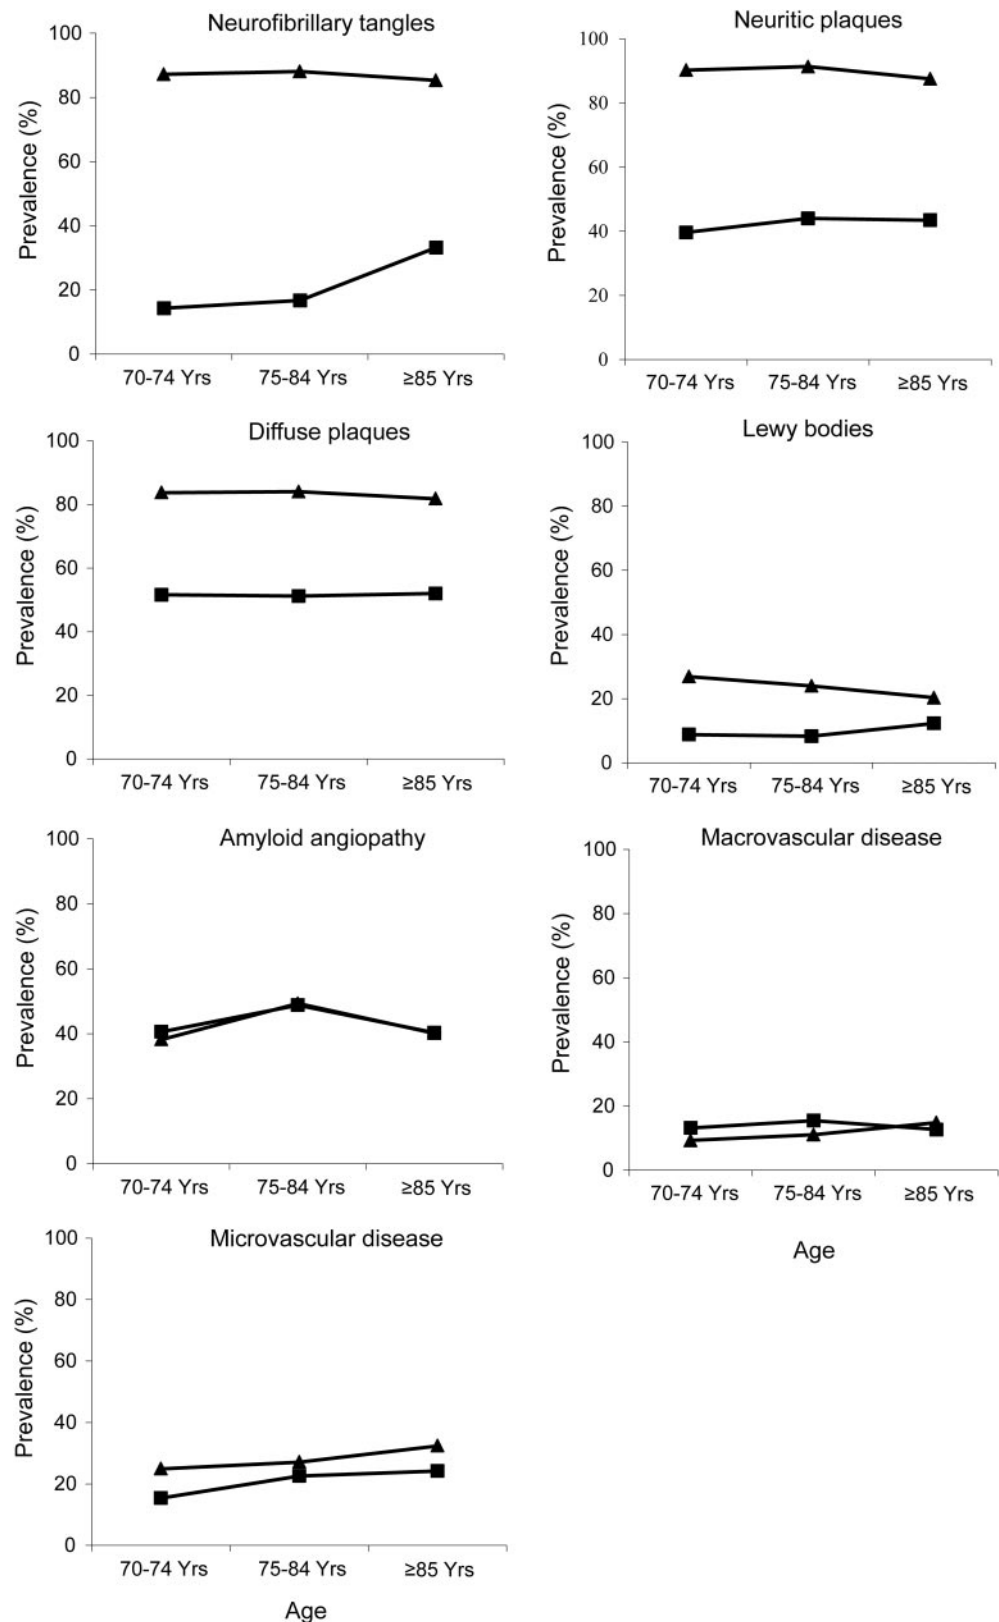 Neurofibrillary tangles
Prevalence (%)
100
80
60
40
20
0
70-74 Yrs 75-84 Yrs ≥85 Yrs
Neuritic plaques
Prevalence (%)
100
80
60
40
20
0
70-74 Yrs 75-84 Yrs ≥85 Yrs
Diffuse plaques
Prevalence (%)
100
80
60
40
20
0
70-74 Yrs 75-84 Yrs ≥85 Yrs
Lewy bodies
Prevalence (%)
100
80
60
40
20
0
70-74 Yrs 75-84 Yrs ≥85 Yrs
Amyloid angiopathy
Prevalence (%)
100
80
60
40
20
0
70-74 Yrs 75-84 Yrs ≥85 Yrs
Macrovascular disease
Prevalence (%)
100
80
60
40
20
0
70-74 Yrs 75-84 Yrs ≥85 Yrs
Age
Microvascular disease
Prevalence (%)
100
80
60
40
20
0
70-74 Yrs 75-84 Yrs ≥85 Yrs
Age